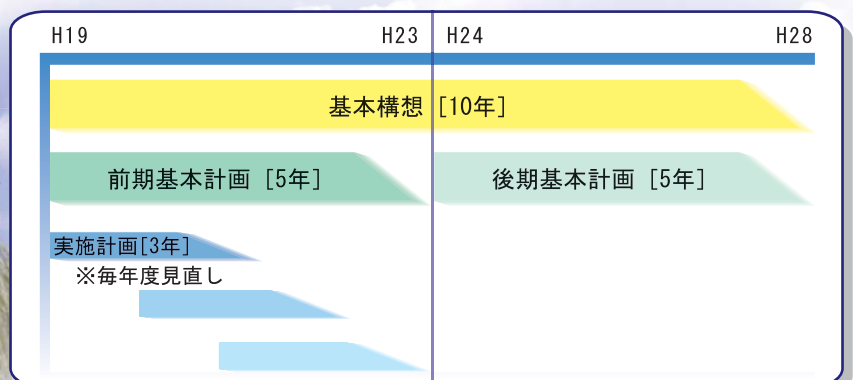 H19 H23 H24 H28
基本構想 [10年]
前期基本計画 [5年] 後期基本計画 [5年]
実施計画[3年]
※毎年度見直し